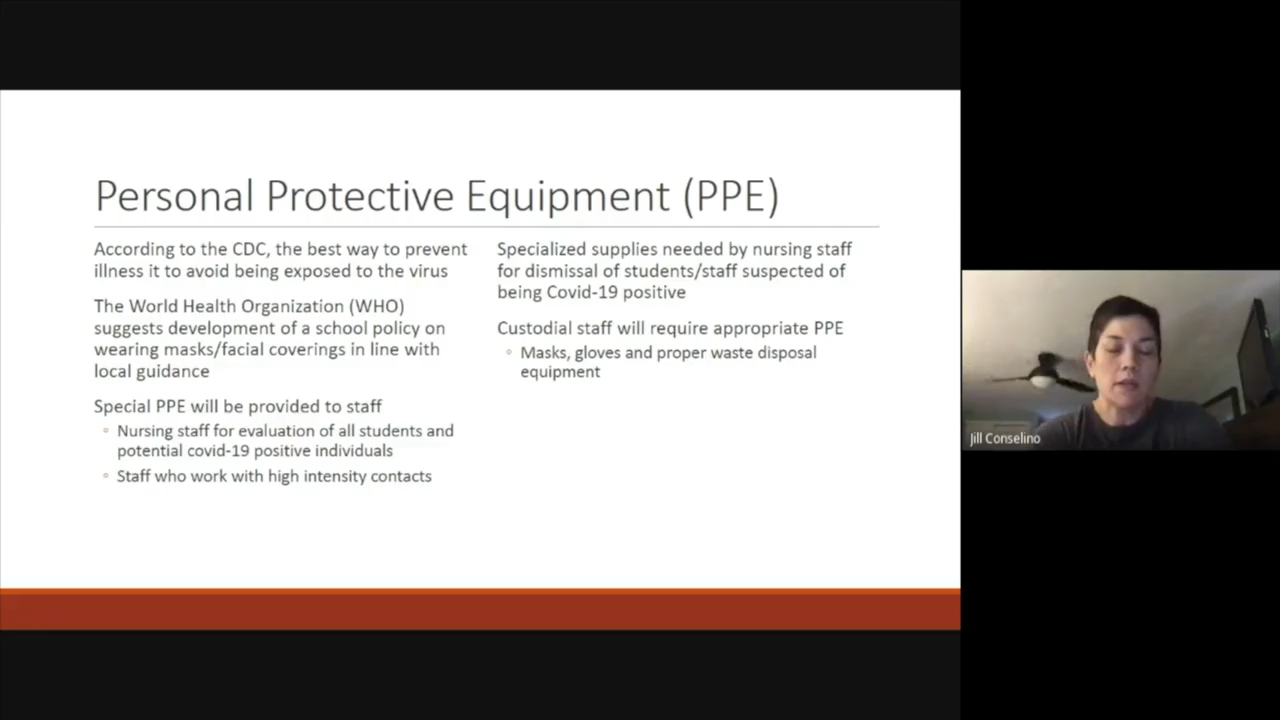 Personal Protective Equipment (PPE)
According to the CDC, the best way to prevent
illness it to avoid being exposed to the virus
The World Health Organization (WHO)
suggests development of a school policy on
wearing masks/facial coverings in line with
local guidance
Special PPE will be provided to staff
Nursing staff for evaluation of all students and
potential covid-19 positive individuals
Staff who work with high intensity contacts
Specialized supplies needed by nursing staff
for dismissal of students/staff suspected of
being Covid-19 positive
Custodial staff will require appropriate PPE
Masks, gloves and proper waste disposal
equipment
Jill Conselino